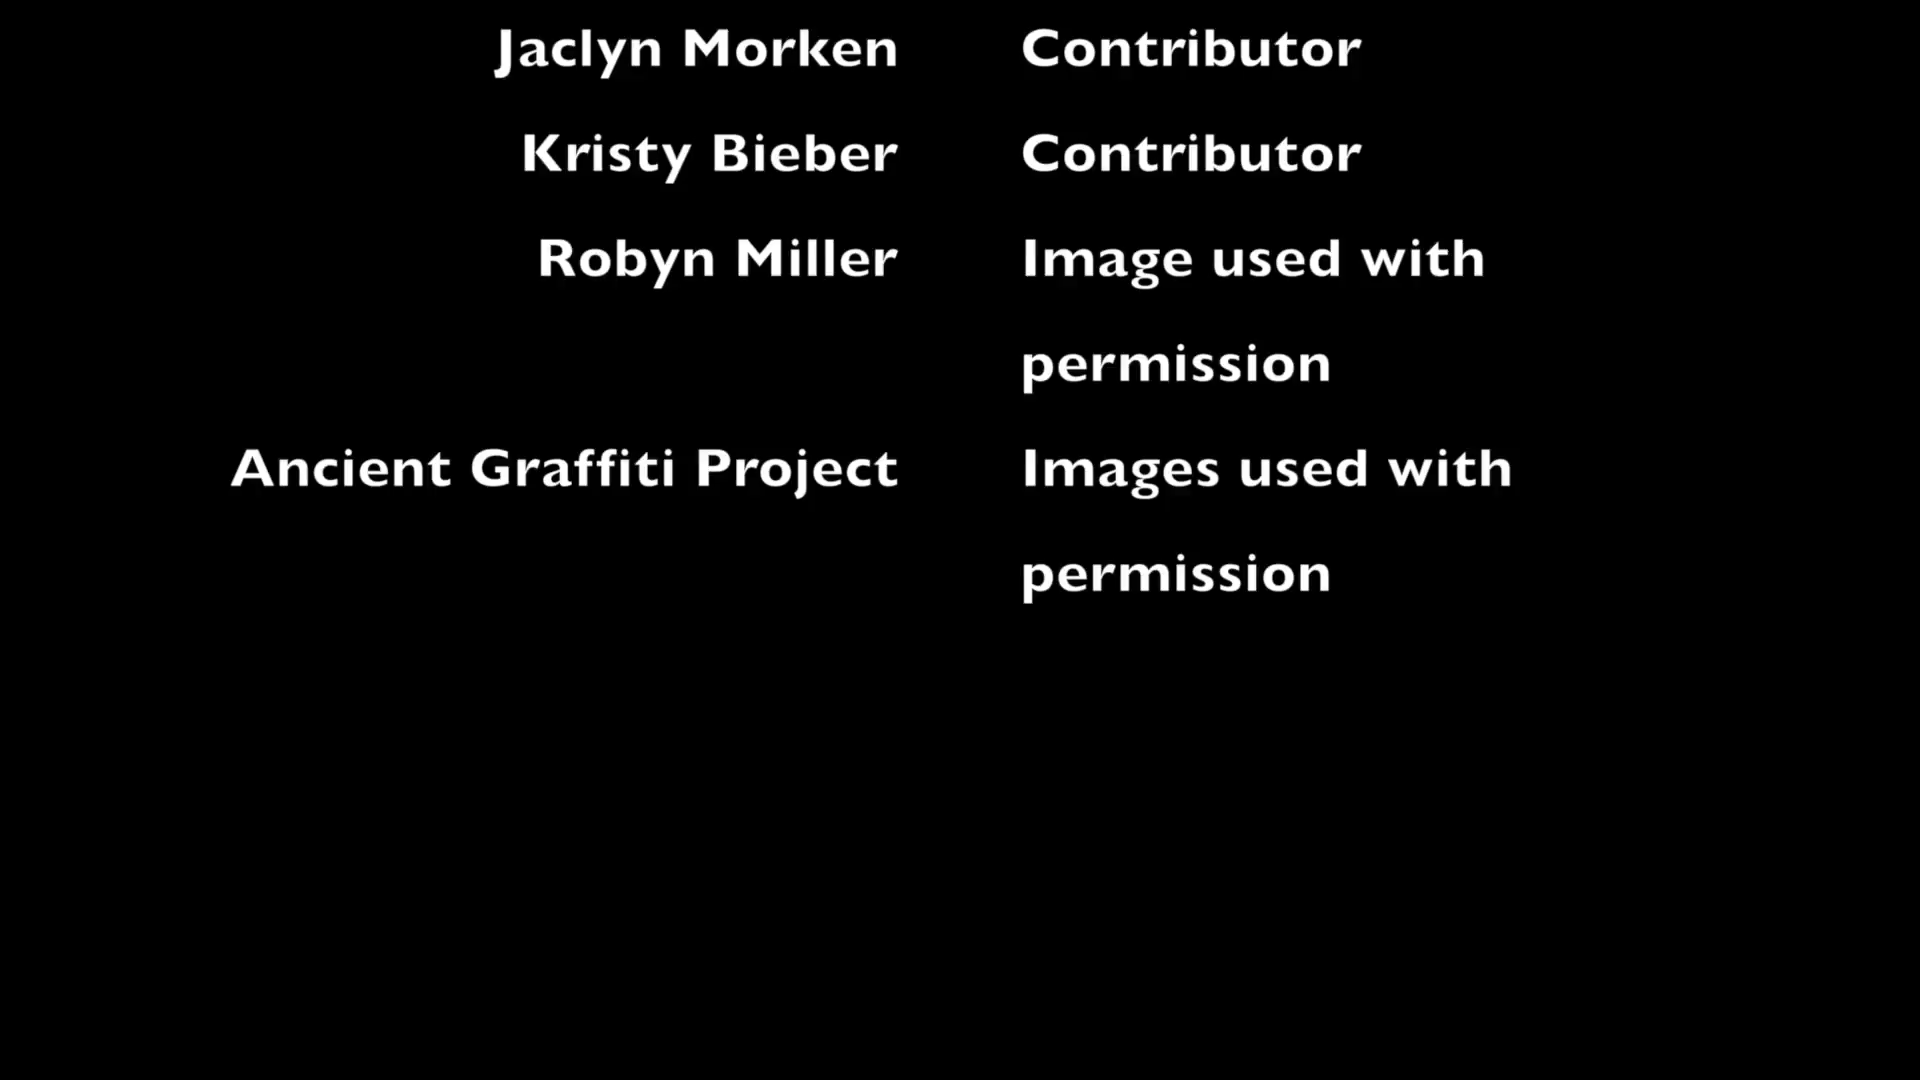 Jaclyn Morken Contributor
Kristy Bieber Contributor
Robyn Miller Image used with
permission
Ancient Graffiti Project Images used with
permission